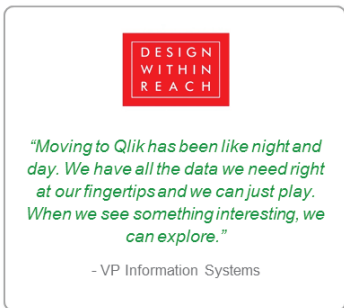 DESIGN
WITHIN
REACH
“Moving to Qlik has been like night and
day. We have all the data we need right
at our fingertips and we can just play.
When we see something interesting, we
can explore.”
- VP Information Systems